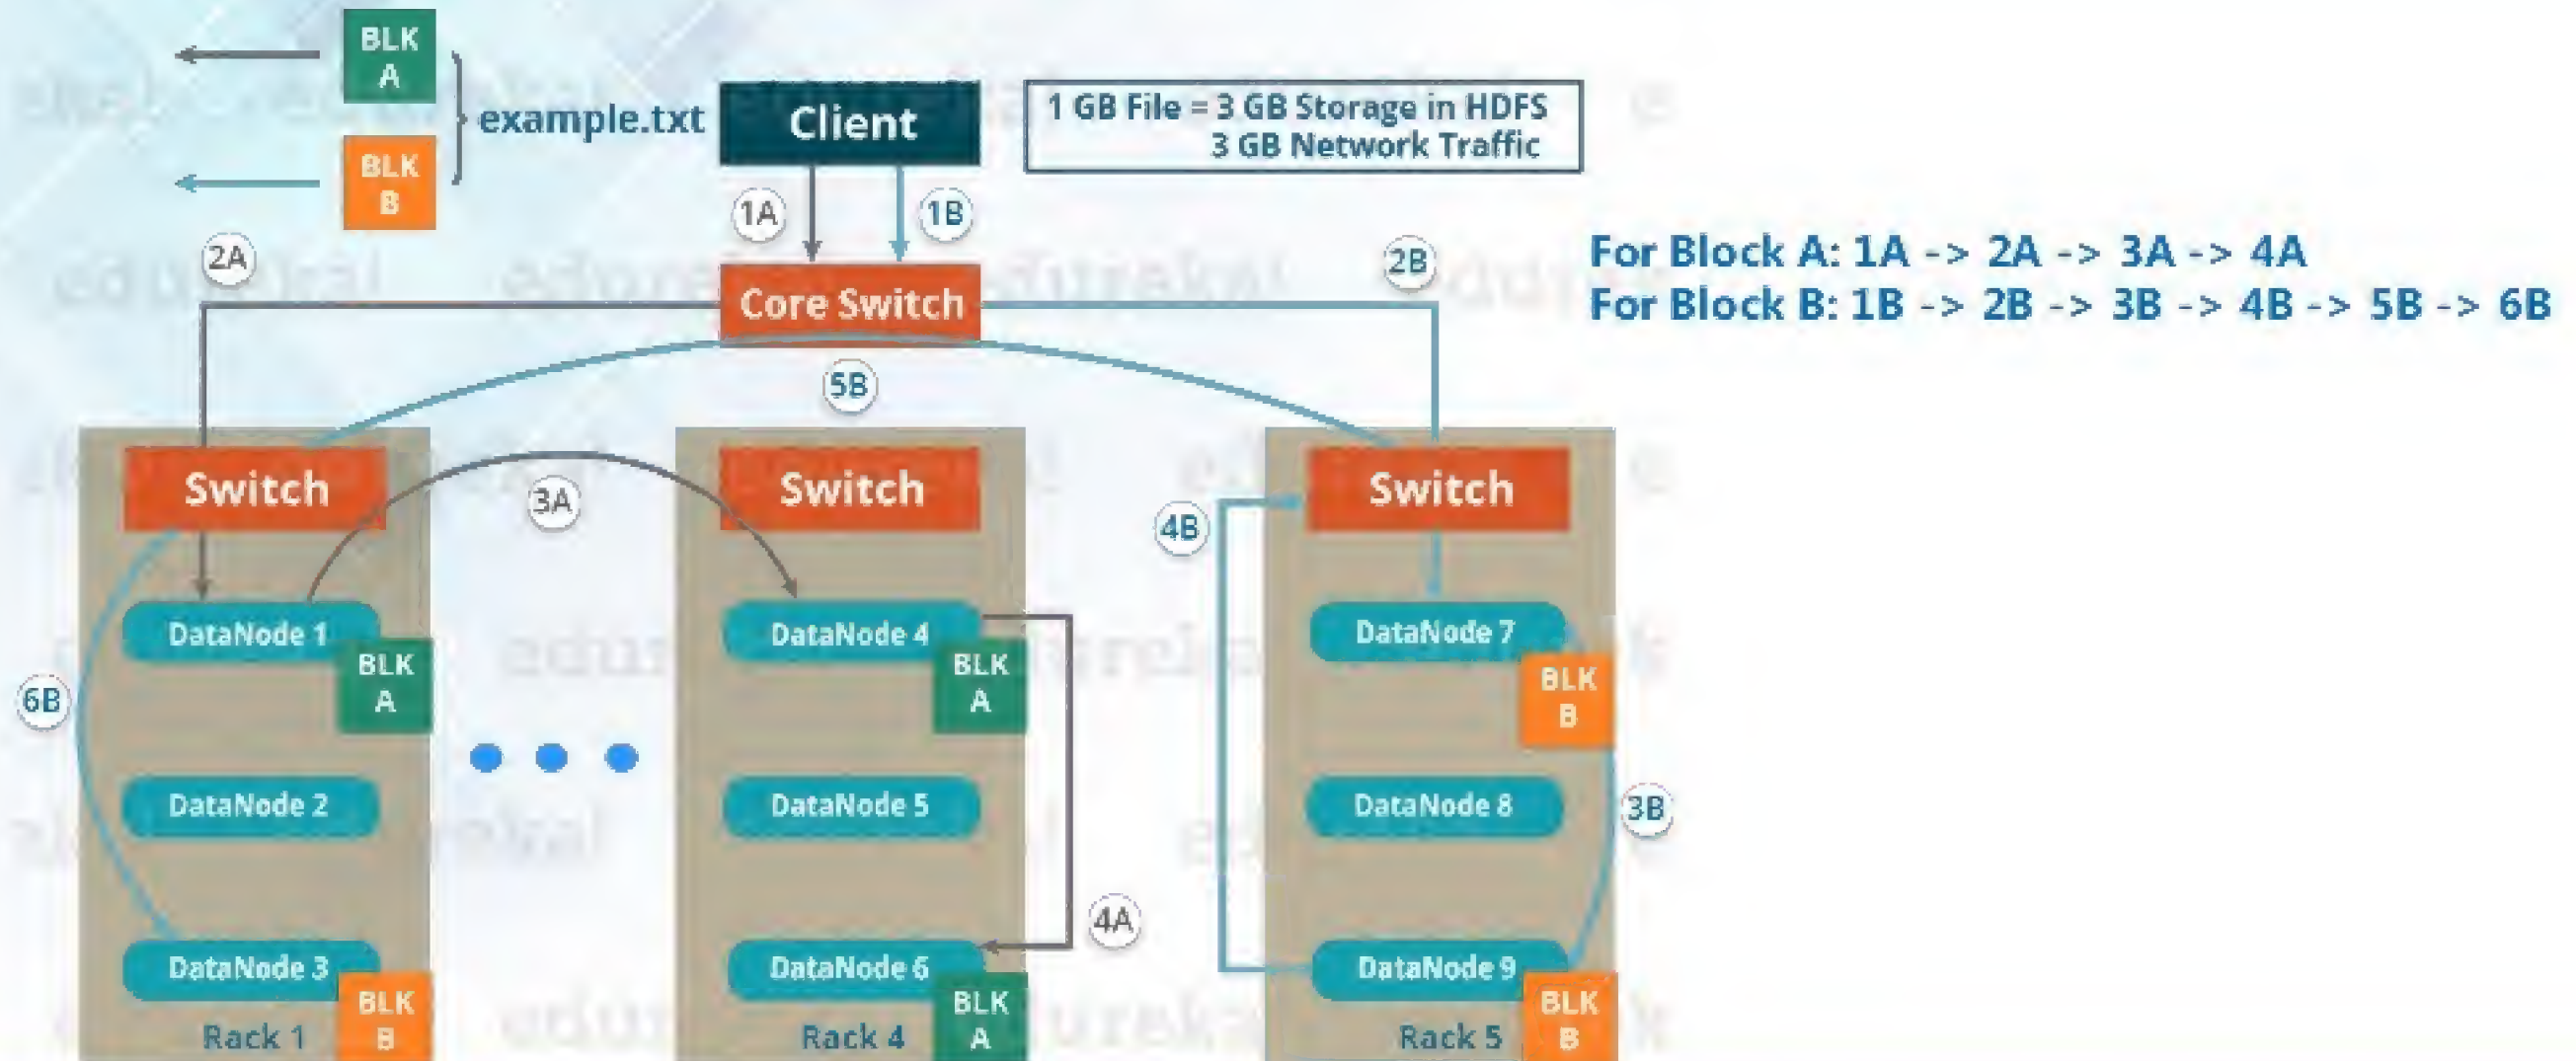 BLK
A
BLK
B
example.txt
Client
1 GB File = 3 GB Storage in HDFS
3 GB Network Traffic
1A
1B
2A
2B
For Block A: 1A -> 2A -> 3A -> 4A
For Block B: 1B -> 2B -> 3B -> 4B -> 5B -> 6B
Core Switch
5B
Switch
3A
Switch
4B
Switch
DataNode 1
BLK
A
DataNode 4
BLK
A
DataNode 7
BLK
B
6B
DataNode 2
DataNode 5
DataNode 8
3B
4A
DataNode 3
BLK
B
DataNode 6
BLK
A
DataNode 9
BLK
B
Rack 1
Rack 4
Rack 5